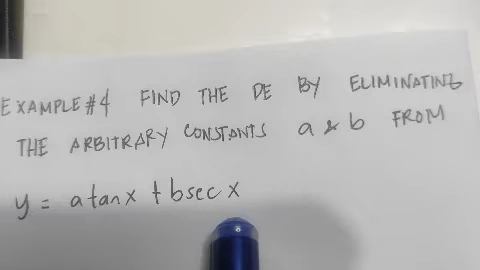 EXAMPLE #4 FIND THE DE BY ELIMINATING
THE ARBITRARY CONSTANTS a & b FROM
y = a tan x + b sec x